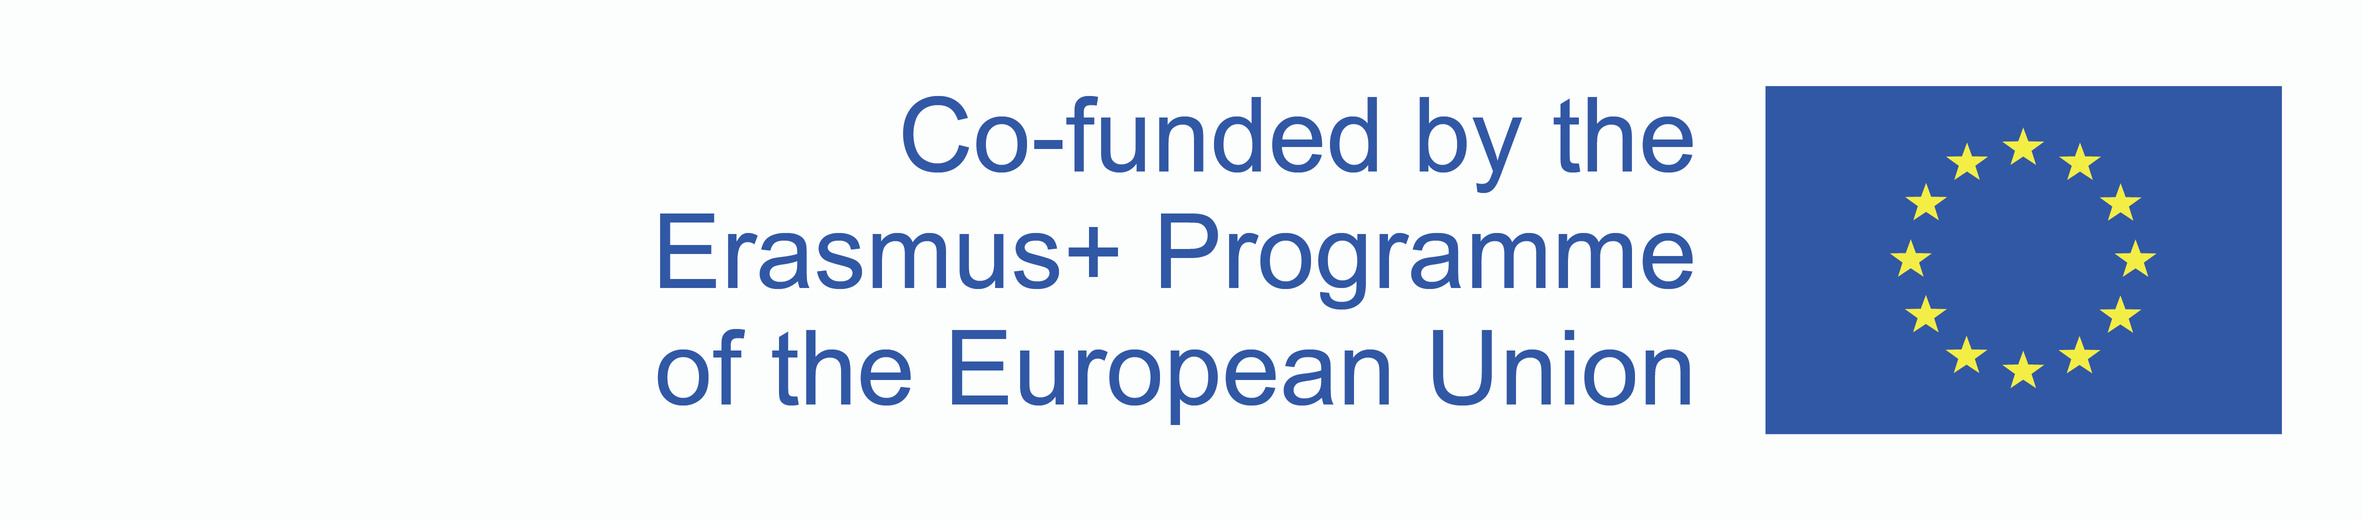 Co-funded by the
Erasmus+ Programme
of the European Union